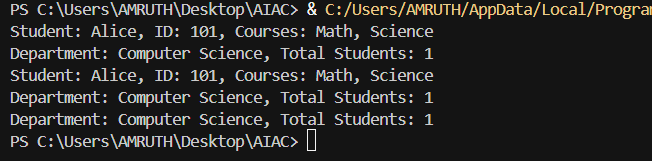 PS C:\Users\AMRUTH\Desktop\AIAC> & C:/Users/AMRUTH/AppData/Local/Progra
Student: Alice, ID: 101, Courses: Math, Science
Department: Computer Science, Total Students: 1
Student: Alice, ID: 101, Courses: Math, Science
Department: Computer Science, Total Students: 1
Department: Computer Science, Total Students: 1
PS C:\Users\AMRUTH\Desktop\AIAC>